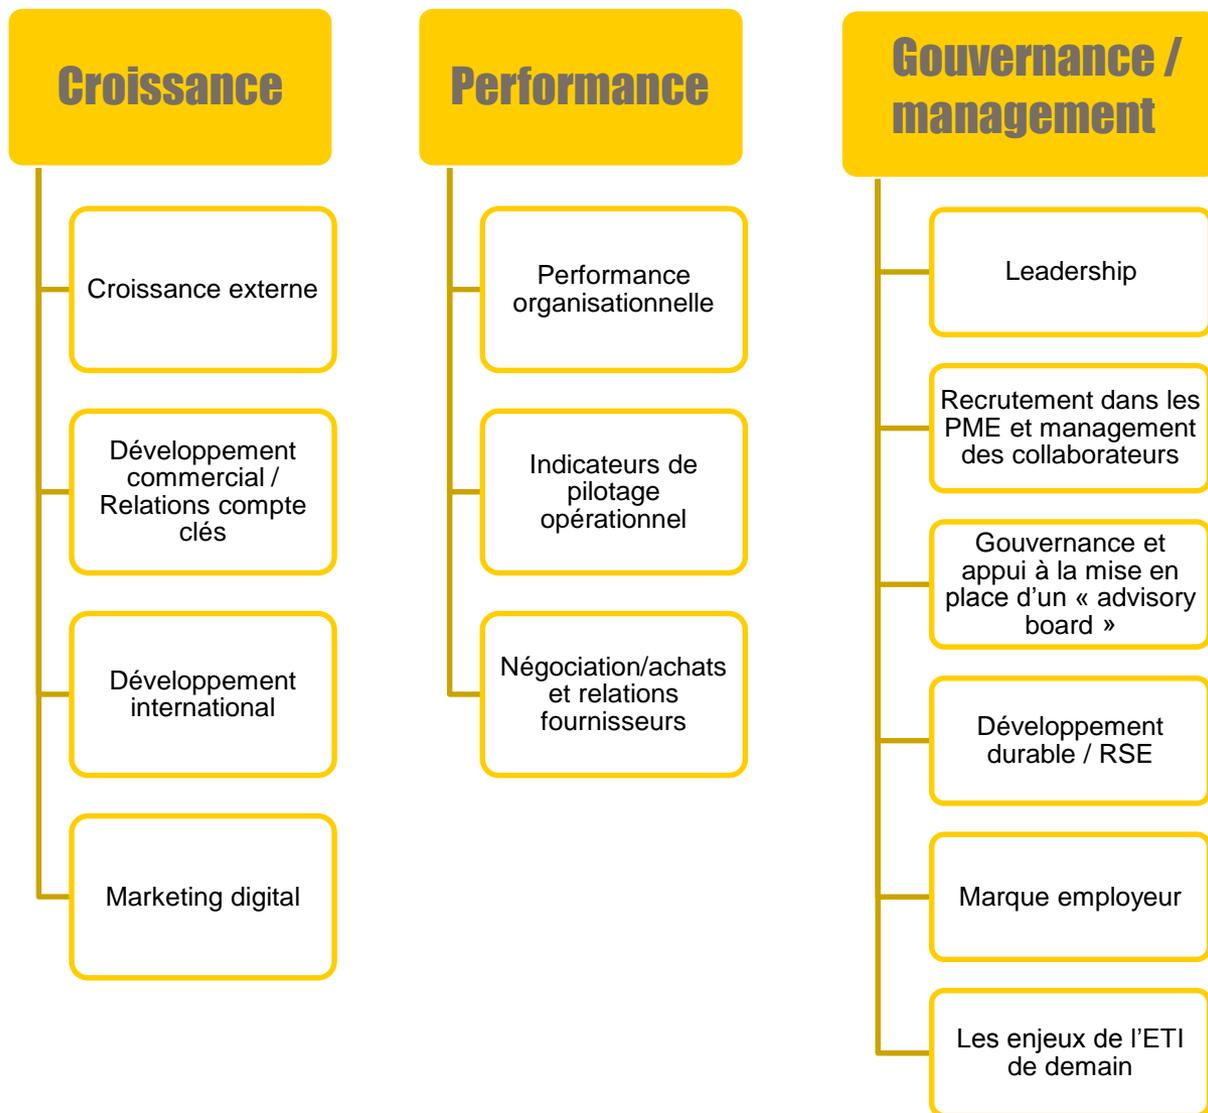 Croissance
Croissance externe
Développement
commercial /
Relations compte
clés
Développement
international
Marketing digital
Performance
Performance
organisationnelle
Indicateurs de
pilotage
opérationnel
Négociation/achats
et relations
fournisseurs
Gouvernance /
management
Leadership
Recrutement dans les
PME et management
des collaborateurs
Gouvernance et
appui à la mise en
place d’un « advisory
board »
Développement
durable / RSE
Marque employeur
Les enjeux de l’ETI
de demain